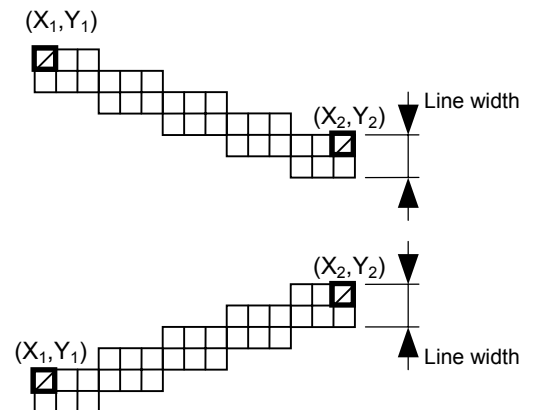 (X₁,Y₁)
Line width
(X₂,Y₂)
(X₂,Y₂)
(X₁,Y₁)
Line width